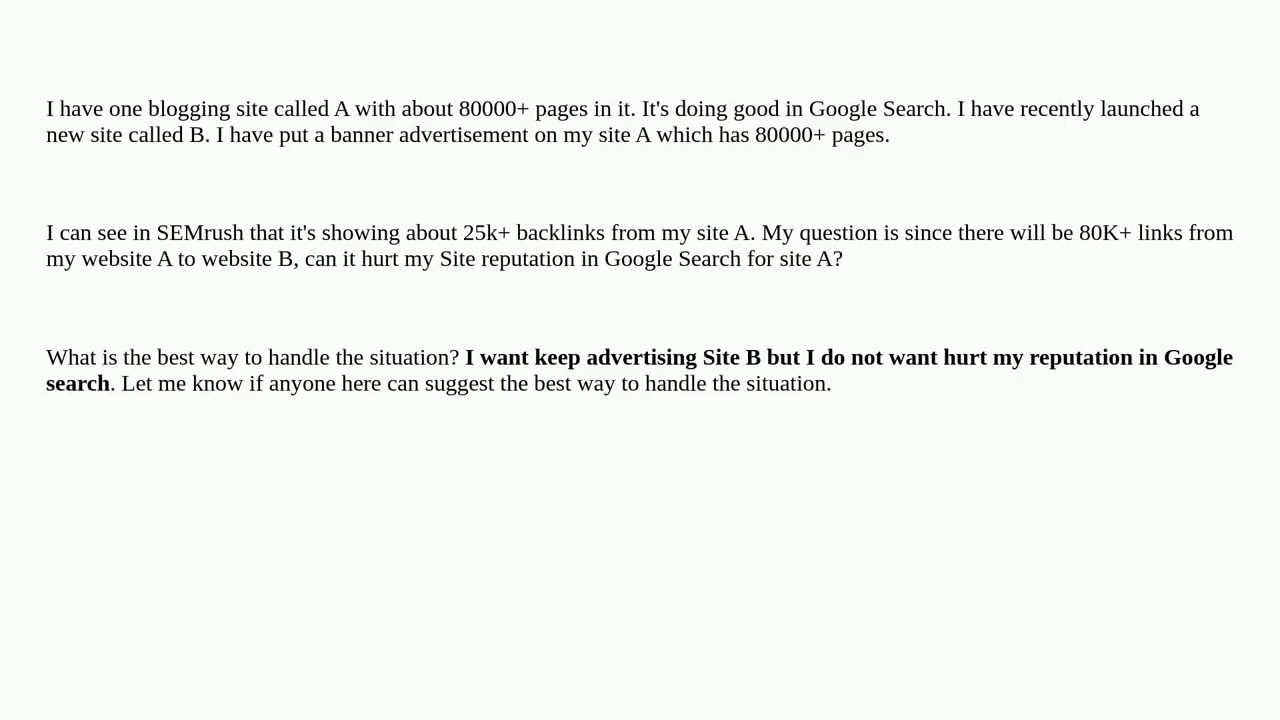 I have one blogging site called A with about 80000+ pages in it. It's doing good in Google Search. I have recently launched a
new site called B. I have put a banner advertisement on my site A which has 80000+ pages.
I can see in SEMrush that it's showing about 25k+ backlinks from my site A. My question is since there will be 80K+ links from
my website A to website B, can it hurt my Site reputation in Google Search for site A?
What is the best way to handle the situation? I want keep advertising Site B but I do not want hurt my reputation in Google
search. Let me know if anyone here can suggest the best way to handle the situation.